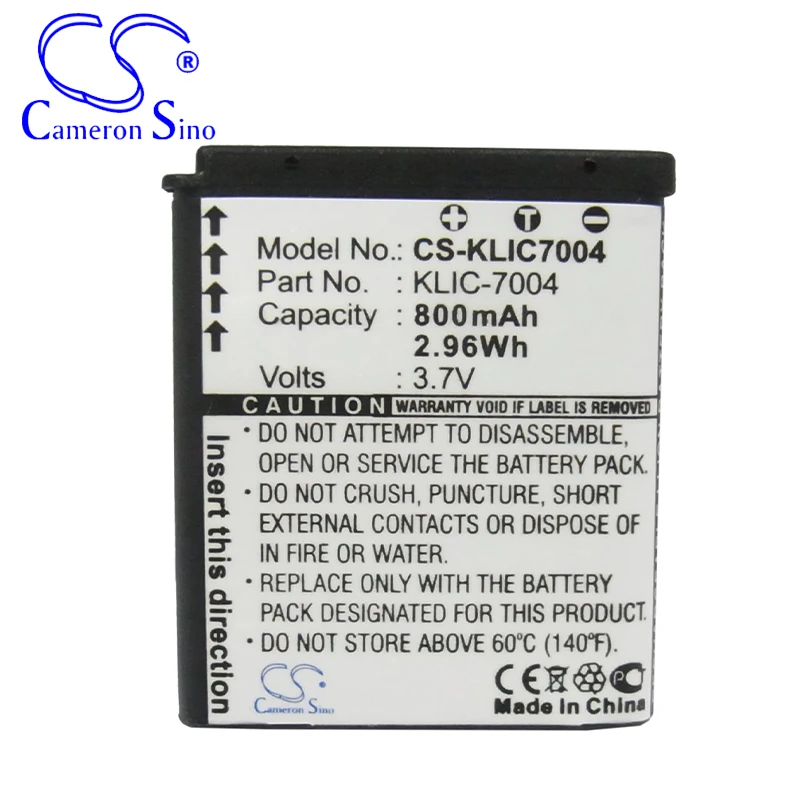 CS®
Cameron Sino
Model No.: CS-KLIC7004
Part No. : KLIC-7004
Capacity : 800mAh
2.96Wh
Volts : 3.7V
CAUTION WARRANTY VOID IF LABEL IS REMOVED
· DO NOT ATTEMPT TO DISASSEMBLE,
OPEN OR SERVICE THE BATTERY PACK.
· DO NOT CRUSH, PUNCTURE, SHORT
EXTERNAL CONTACTS OR DISPOSE OF
IN FIRE OR WATER.
· REPLACE ONLY WITH THE BATTERY
PACK DESIGNATED FOR THIS PRODUCT.
· DO NOT STORE ABOVE 60°C (140°F).
Insert this direction
CS
Cameron Sino
CE
Made in China